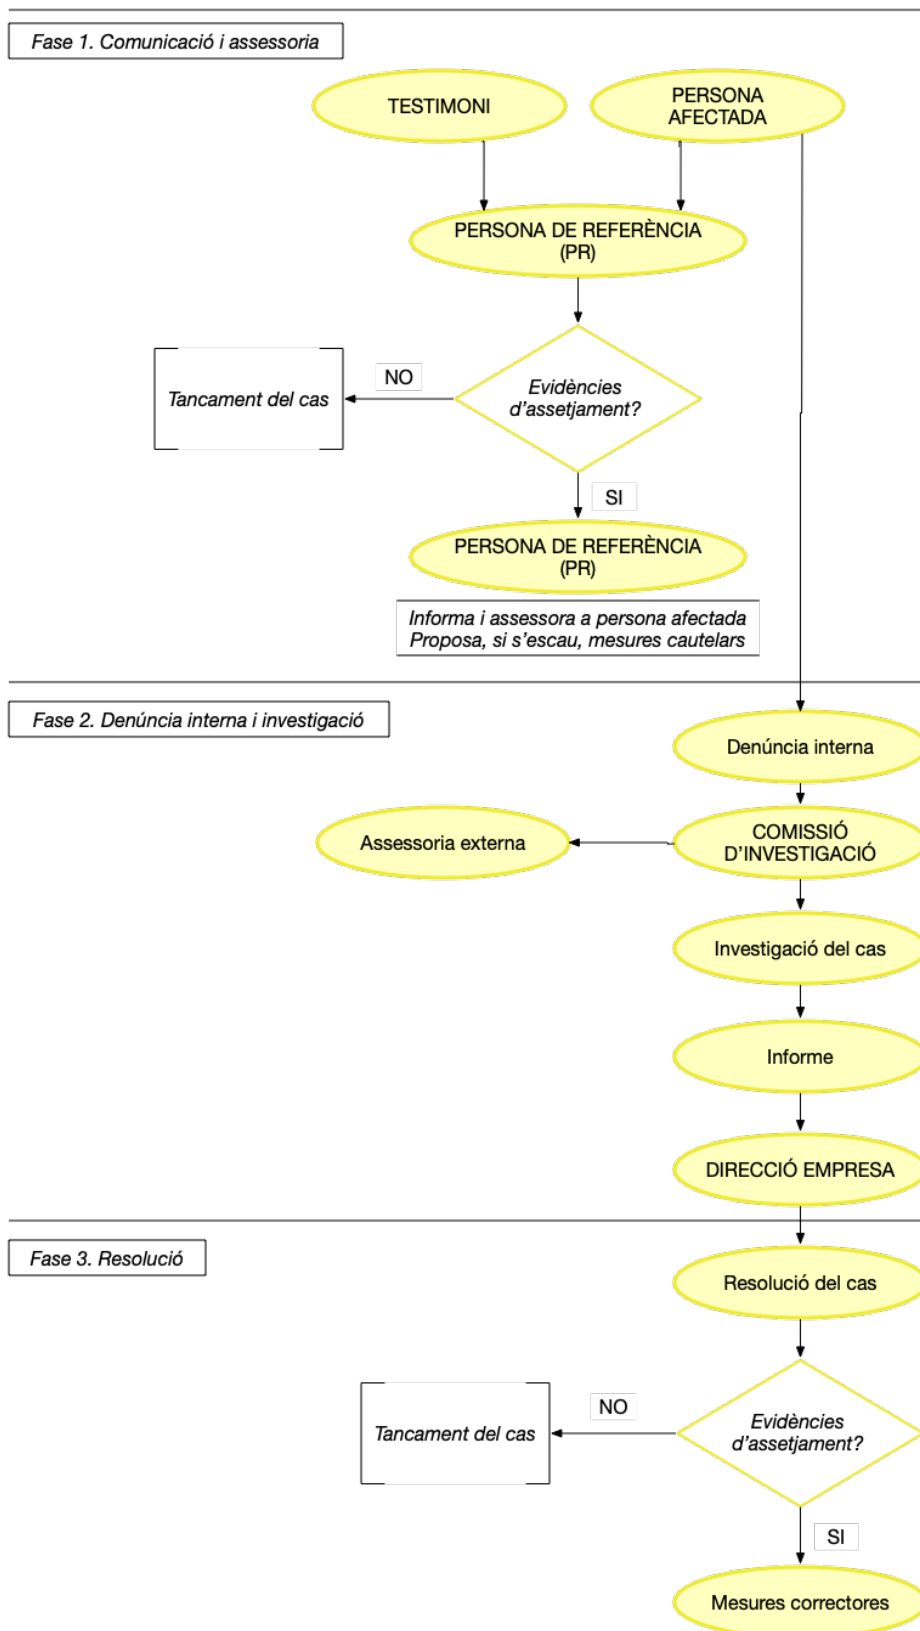 Fase 1. Comunicació i assessoria
TESTIMONI
PERSONA
AFECTADA
PERSONA DE REFERÈNCIA
(PR)
NO
Tancament del cas
Evidències
d'assetjament?
SI
PERSONA DE REFERÈNCIA
(PR)
Informa i assessora a persona afectada
Proposa, si s'escau, mesures cautelars
Fase 2. Denúncia interna i investigació
Denúncia interna
Assessoria externa
COMISSIÓ
D'INVESTIGACIÓ
Investigació del cas
Informe
DIRECCIÓ EMPRESA
Fase 3. Resolució
Resolució del cas
NO
Tancament del cas
Evidències
d'assetjament?
SI
Mesures correctores